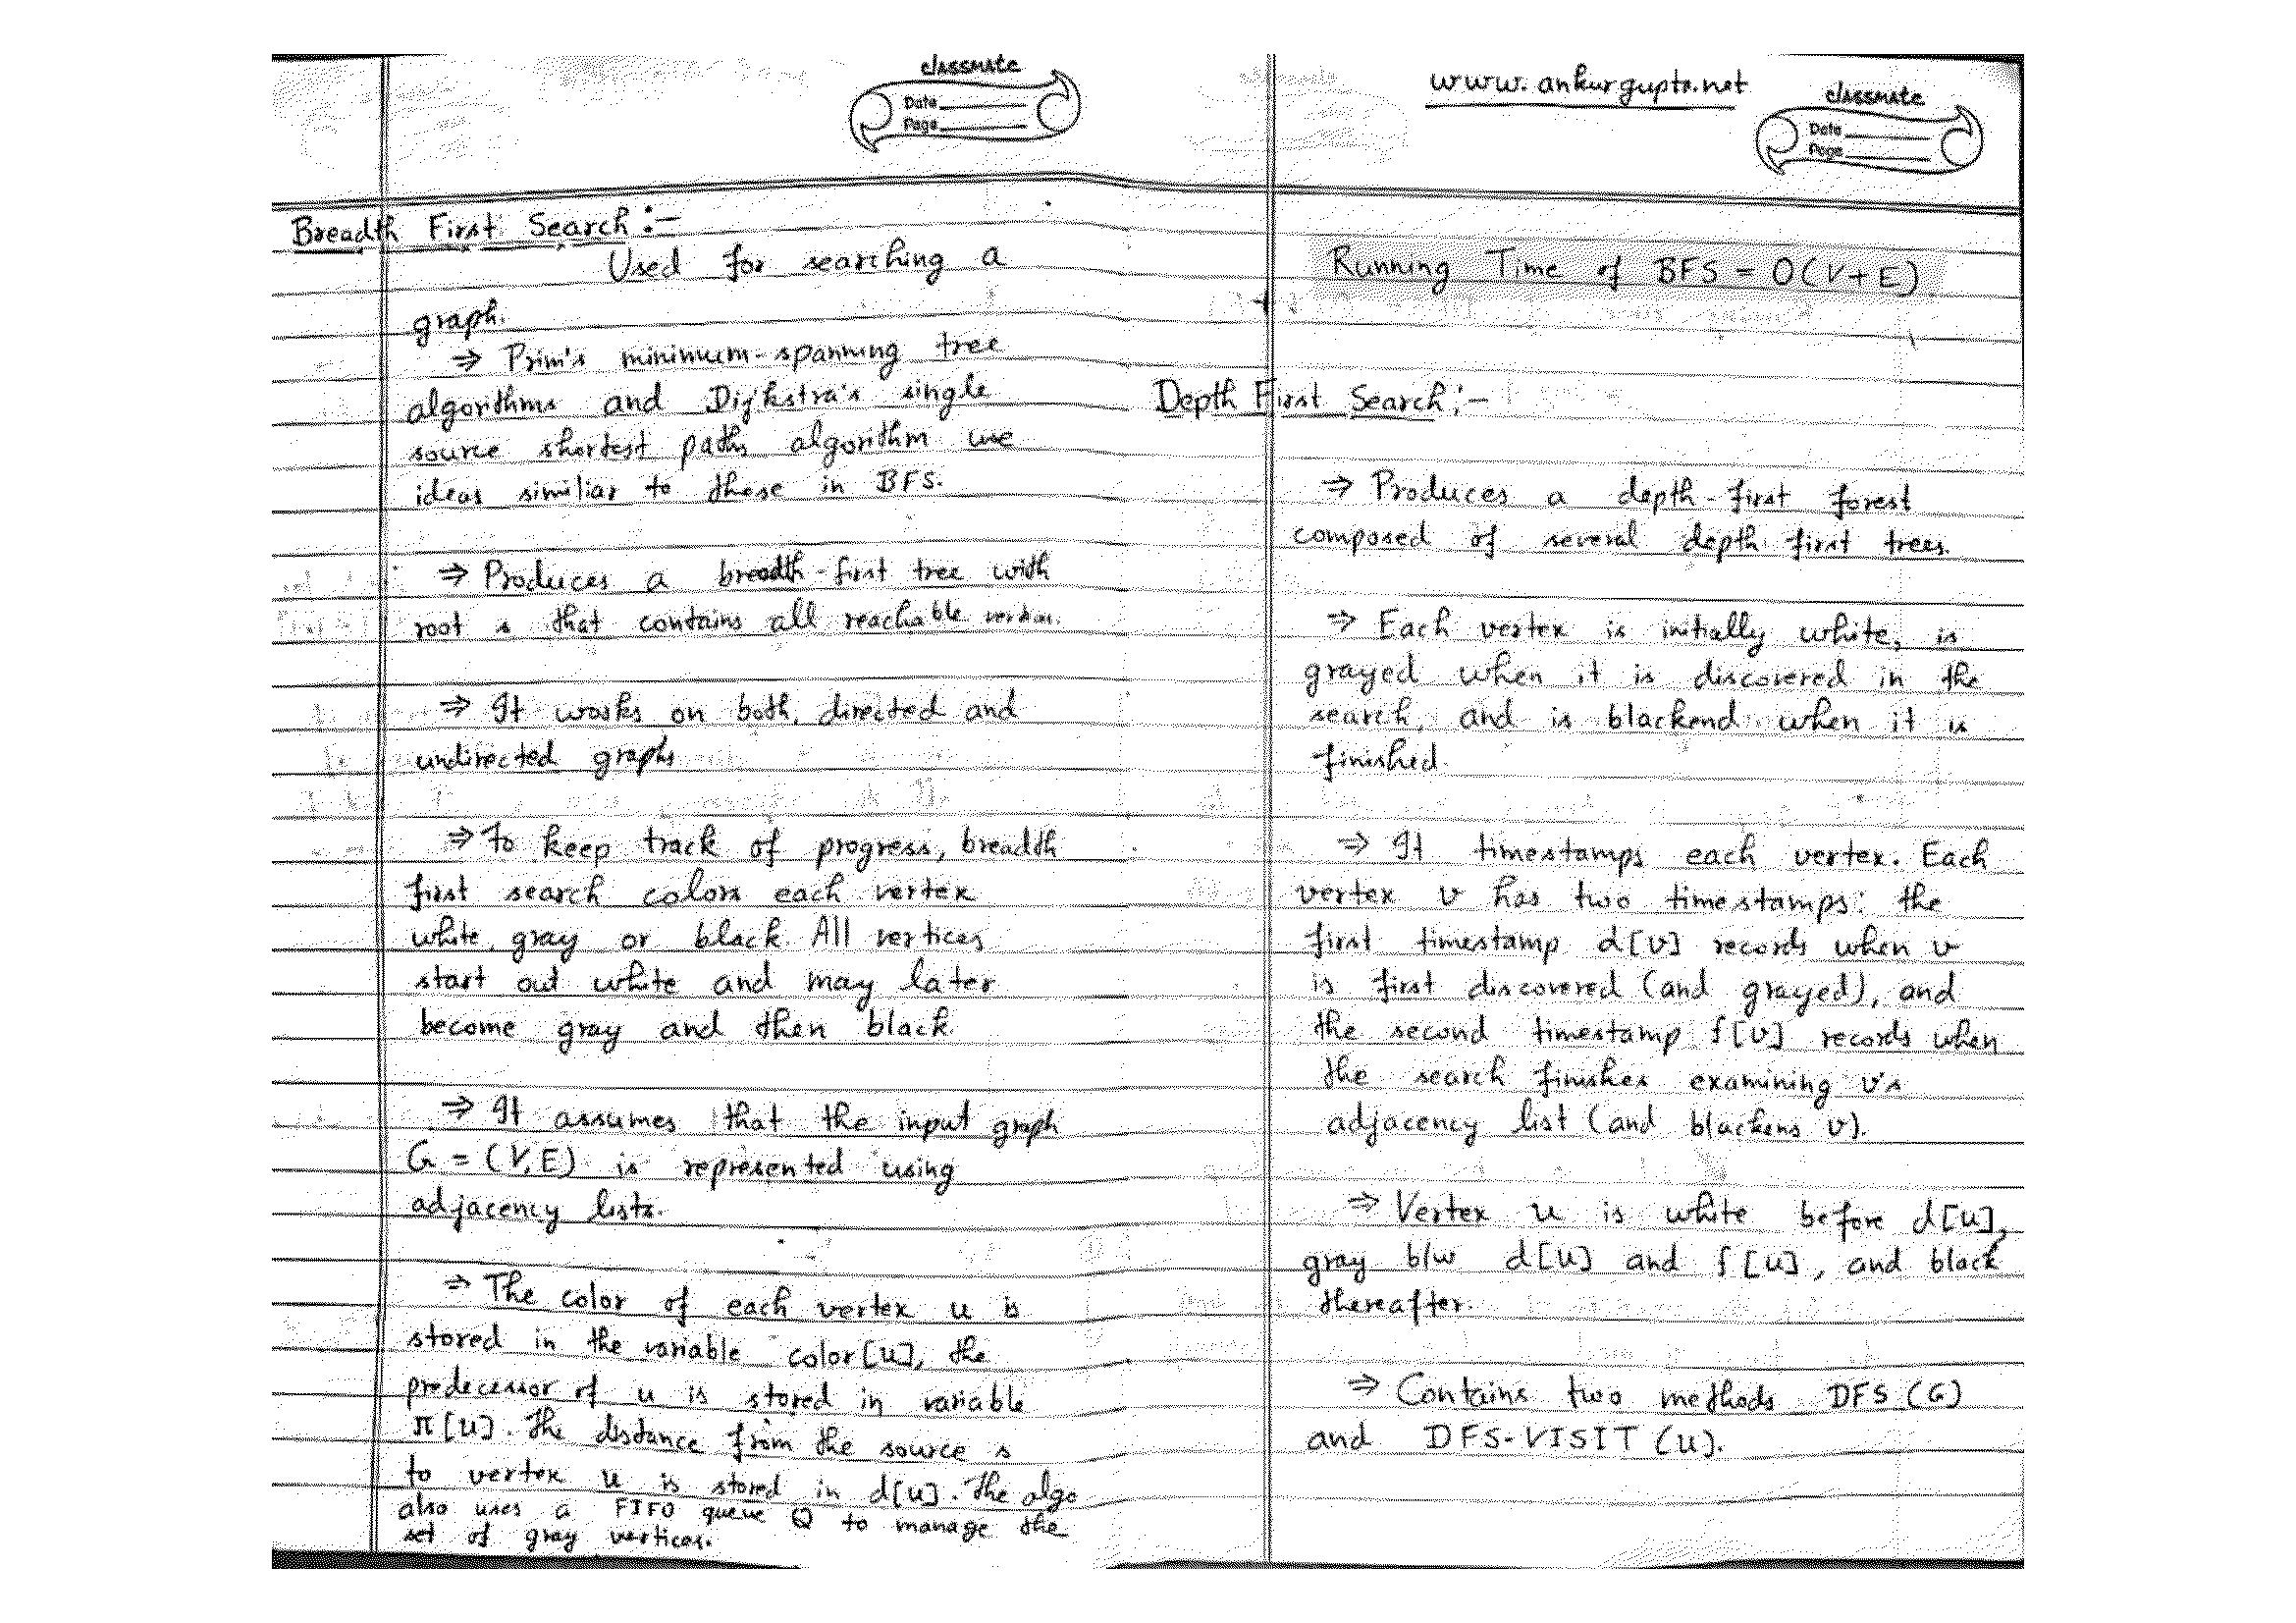 classmate
Date
Page
Breadth First Search :-
Used for searching a
graph.
⇒ Prim's minimum-spanning tree
algorithms and Dijkstra's single
source shortest paths algorithm use
ideas similiar to those in BFS.
⇒ Produces a breadth-first tree with
root s that contains all reachable vertices.
⇒ It works on both, directed and
undirected graphs
⇒ To keep track of progress, breadth
first search colors each vertex
white, gray or black. All vertices
start out white and may later
become gray and then black.
⇒ It assumes that the input graph
G = (V,E) is represented using
adjacency lists.
⇒ The color of each vertex u is
stored in the variable color[u], the
predecessor of u is stored in variable
π[u]. The distance from the source s
to vertex u is stored in d[u]. The algo
also uses a FIFO queue Q to manage the
set of gray vertices.
www.ankurgupta.net
classmate
Date
Page
Running Time of BFS = O(V+E)
Depth First Search :-
⇒ Produces a depth-first forest
composed of several depth first trees.
⇒ Each vertex is initially white, is
grayed when it is discovered in the
search, and is blackend when it is
finished.
⇒ It timestamps each vertex. Each
vertex v has two timestamps: the
first timestamp d[v] records when v
is first discovered (and grayed), and
the second timestamp f[v] records when
the search finishes examining v's
adjacency list (and blackens v).
⇒ Vertex u is white before d[u],
gray b/w d[u] and f[u], and black
thereafter.
⇒ Contains two methods DFS(G)
and DFS-VISIT(u).